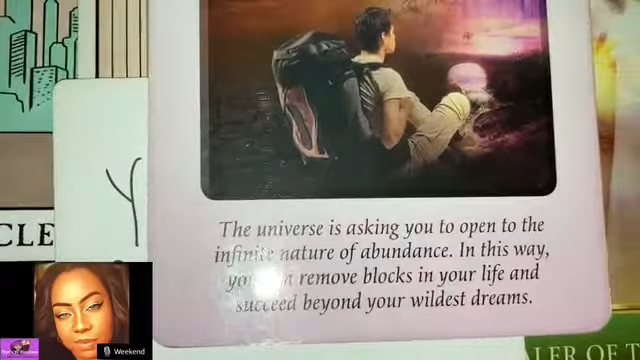 The universe is asking you to open to the
infinite nature of abundance. In this way,
remove blocks in your life and
succeed beyond your wildest dreams.
CLE
Y
LER OF T
Weekend